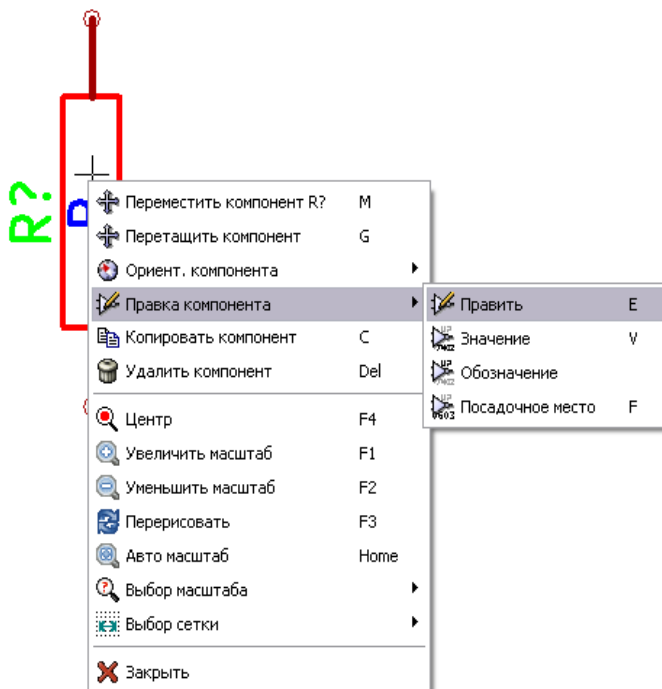 R?
Переместить компонент R? M
Перетащить компонент G
Ориент. компонента
Правка компонента
Править E
Копировать компонент C
Значение V
Удалить компонент Del
Обозначение
Посадочное место F
Центр F4
Увеличить масштаб F1
Уменьшить масштаб F2
Перерисовать F3
Авто масштаб Home
Выбор масштаба
Выбор сетки
Закрыть